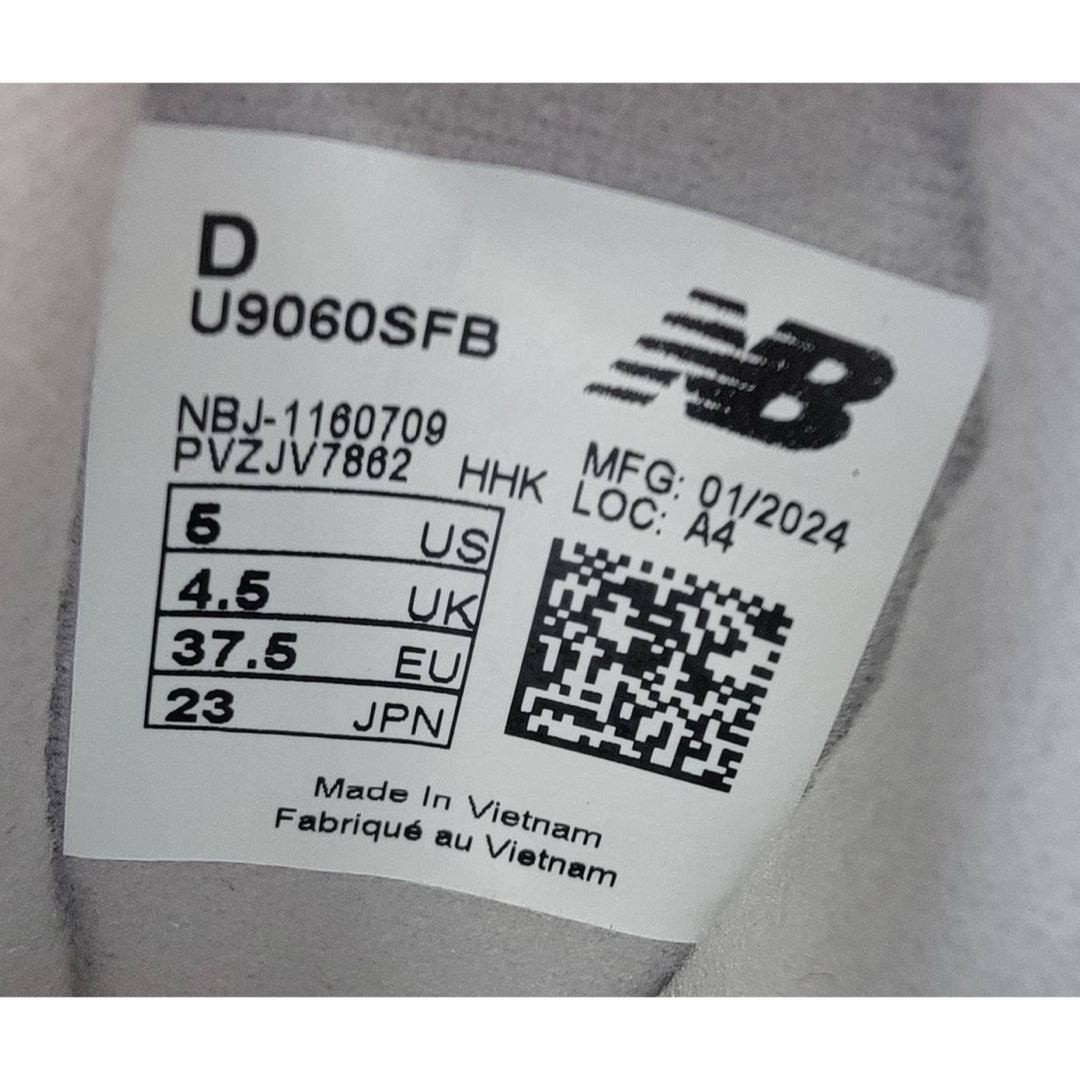 D
U9060SFB
NB
NBJ-1160709
PVZJV7862 HHK
MFG: 01/2024
LOC: A4
5 US
4.5 UK
37.5 EU
23 JPN
Made In Vietnam
Fabriqué au Vietnam